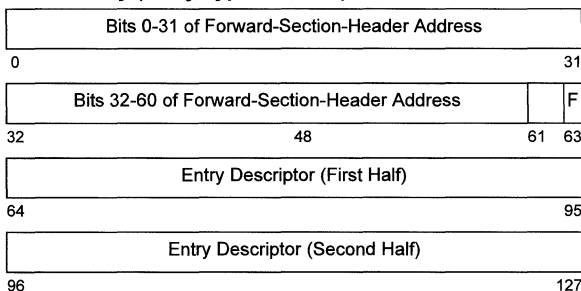 Bits 0-31 of Forward-Section-Header Address
0 31
Bits 32-60 of Forward-Section-Header Address F
32 48 61 63
Entry Descriptor (First Half)
64 95
Entry Descriptor (Second Half)
96 127